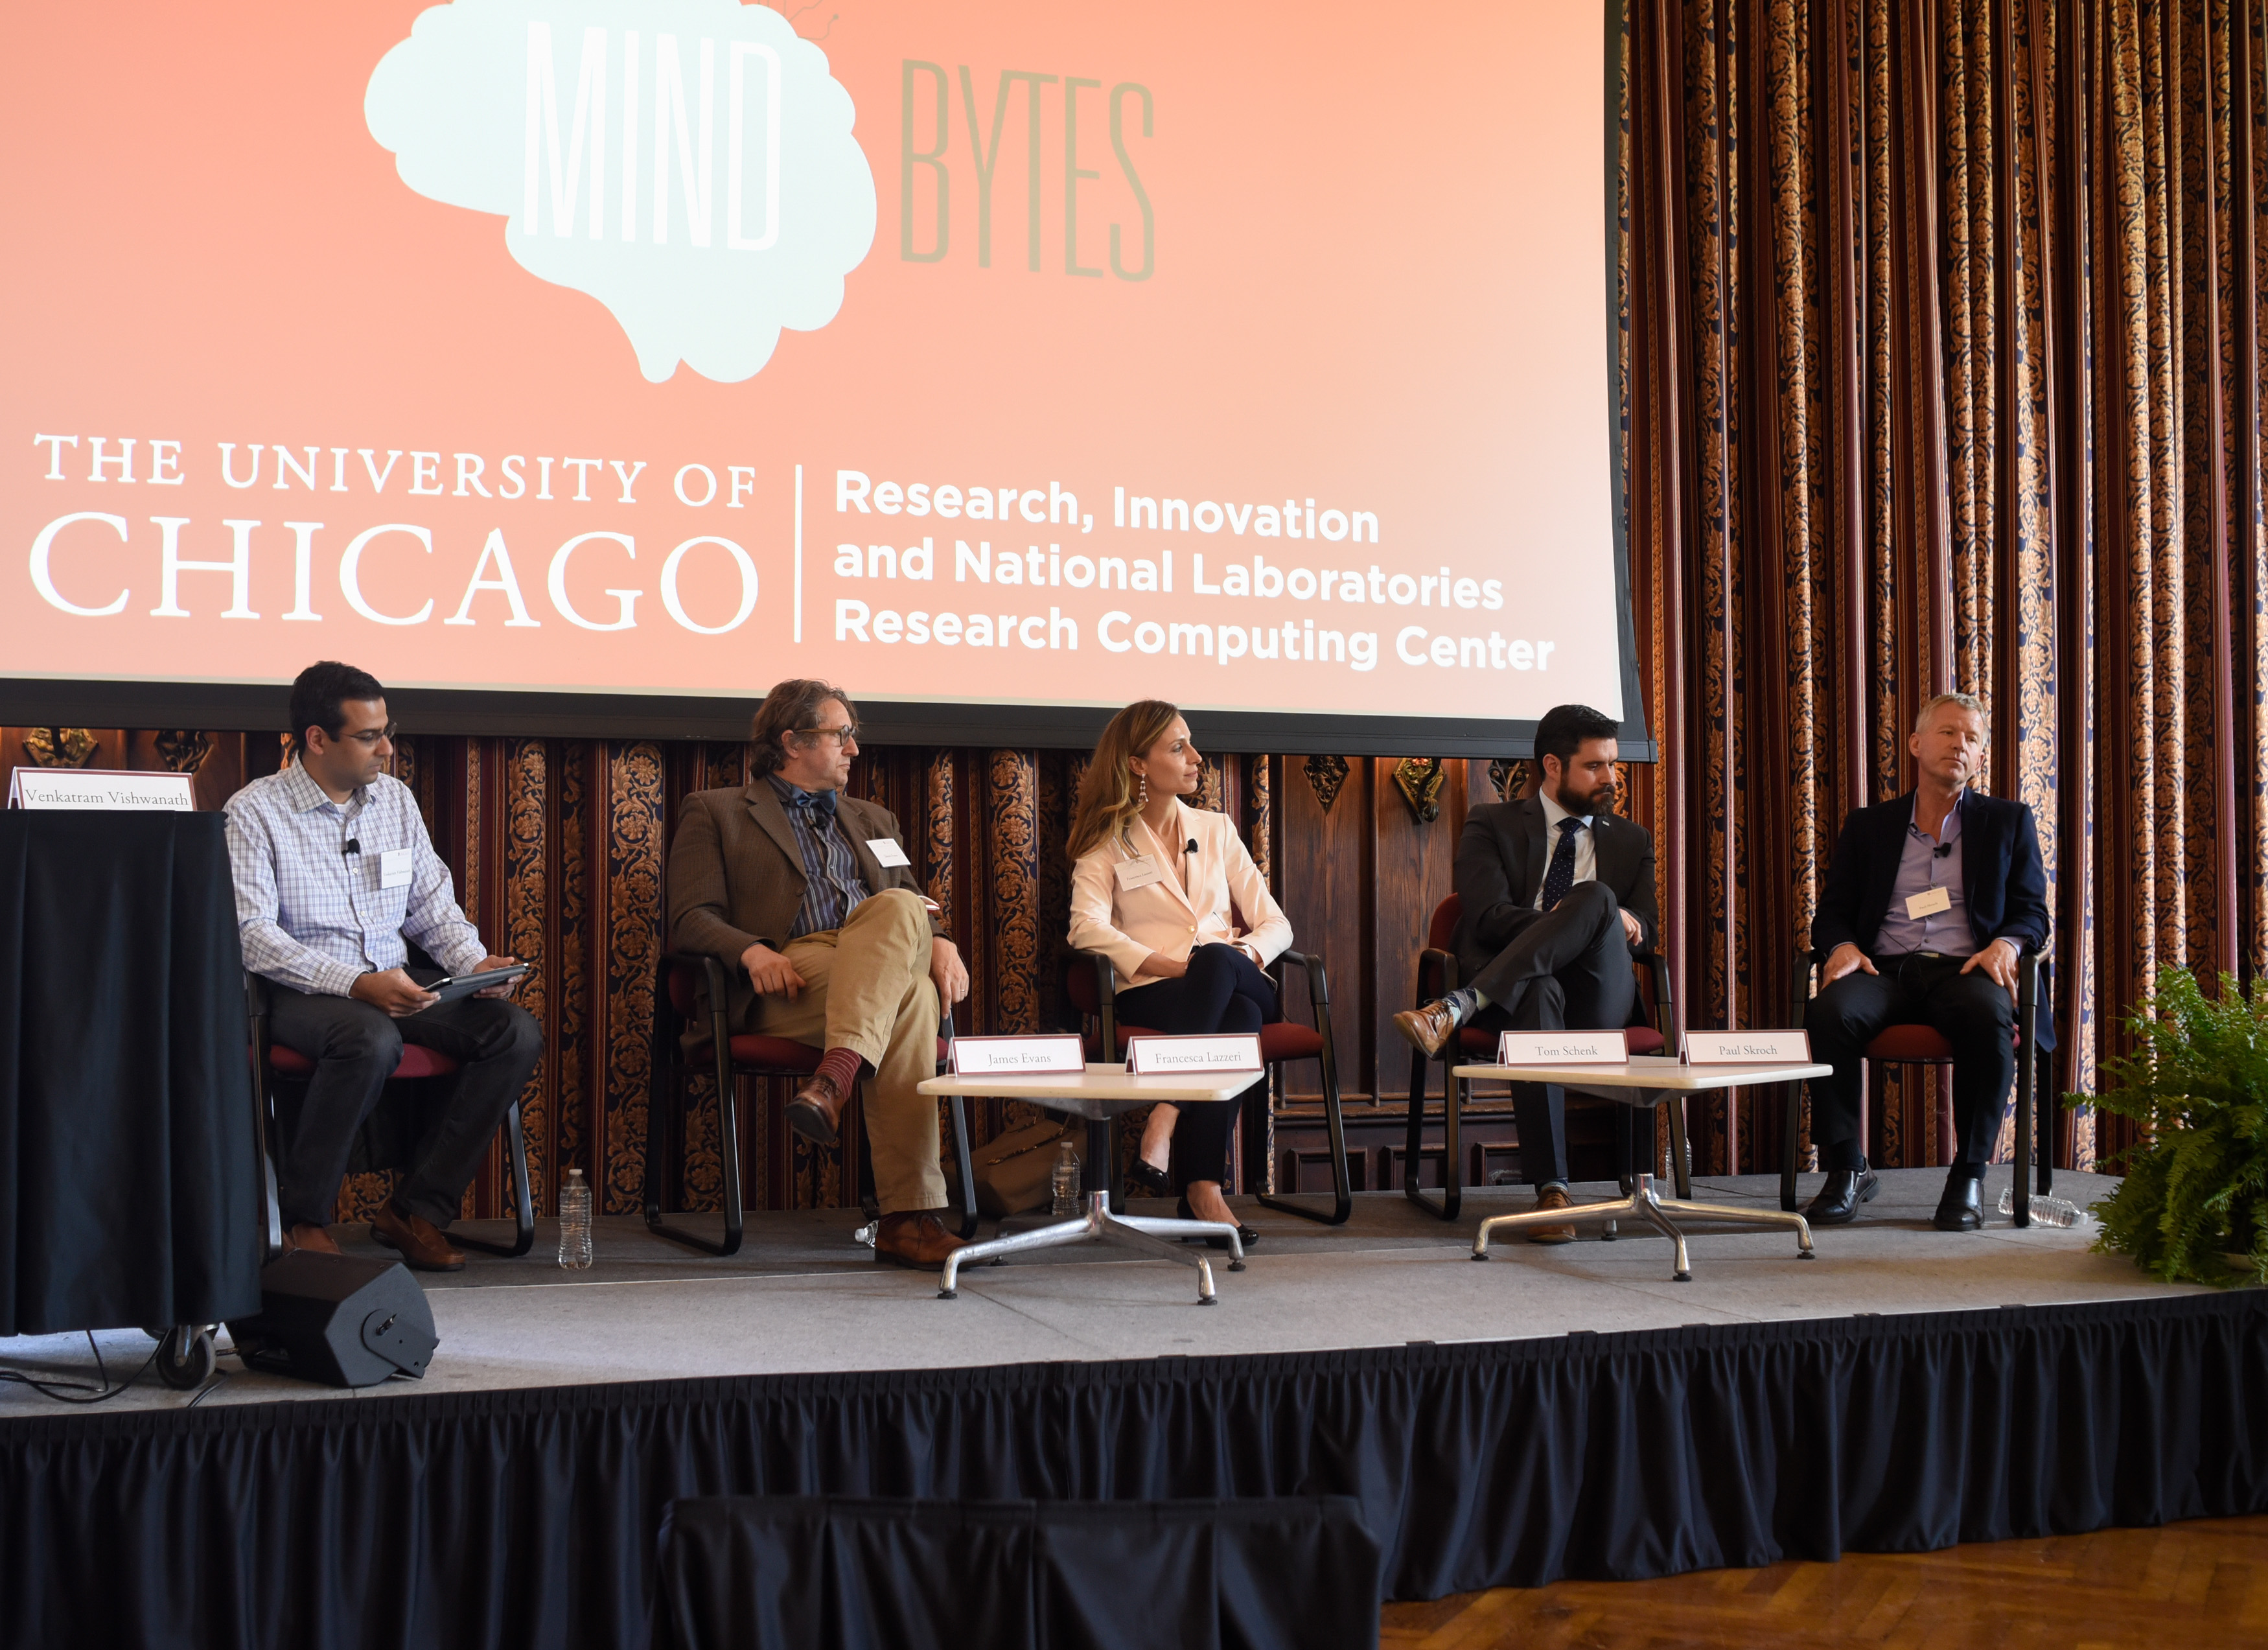 MIND BYTES
THE UNIVERSITY OF
CHICAGO
Research, Innovation
and National Laboratories
Research Computing Center
Venkatram Vishwanath
James Evans
Francesca Lazzeri
Tom Schenk
Paul Skroch